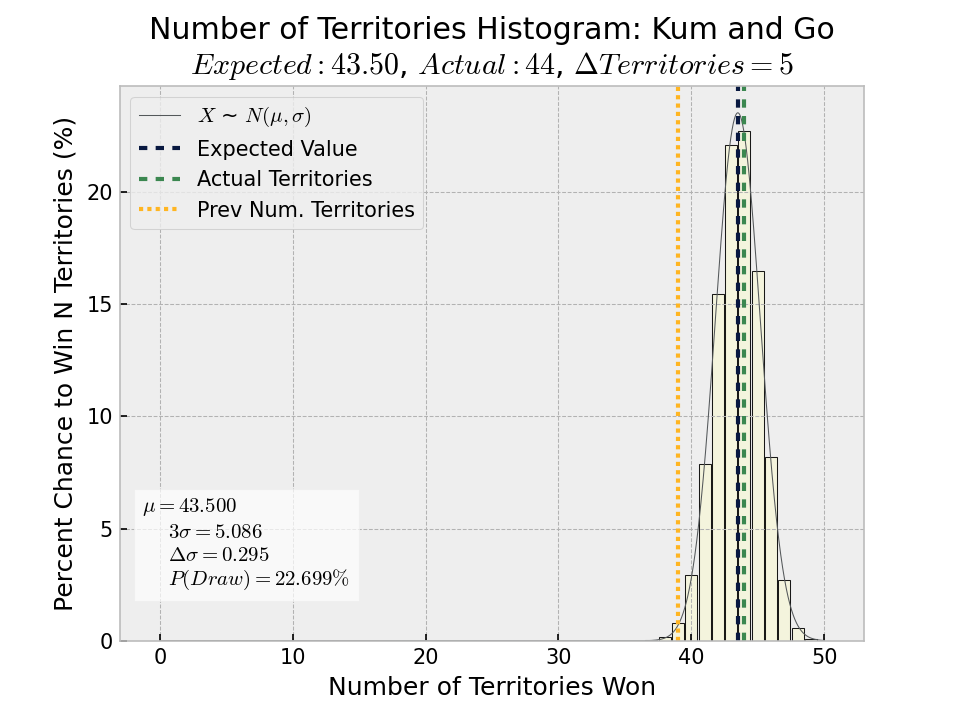 Number of Territories Histogram: Kum and Go
Expected : 43.50, Actual : 44, ΔTerritories = 5
Percent Chance to Win N Territories (%)
X ~ N(μ, σ)
Expected Value
Actual Territories
Prev Num. Territories
20
15
10
5
0
μ = 43.500
3σ = 5.086
Δσ = 0.295
P(Draw) = 22.699%
0 10 20 30 40 50
Number of Territories Won